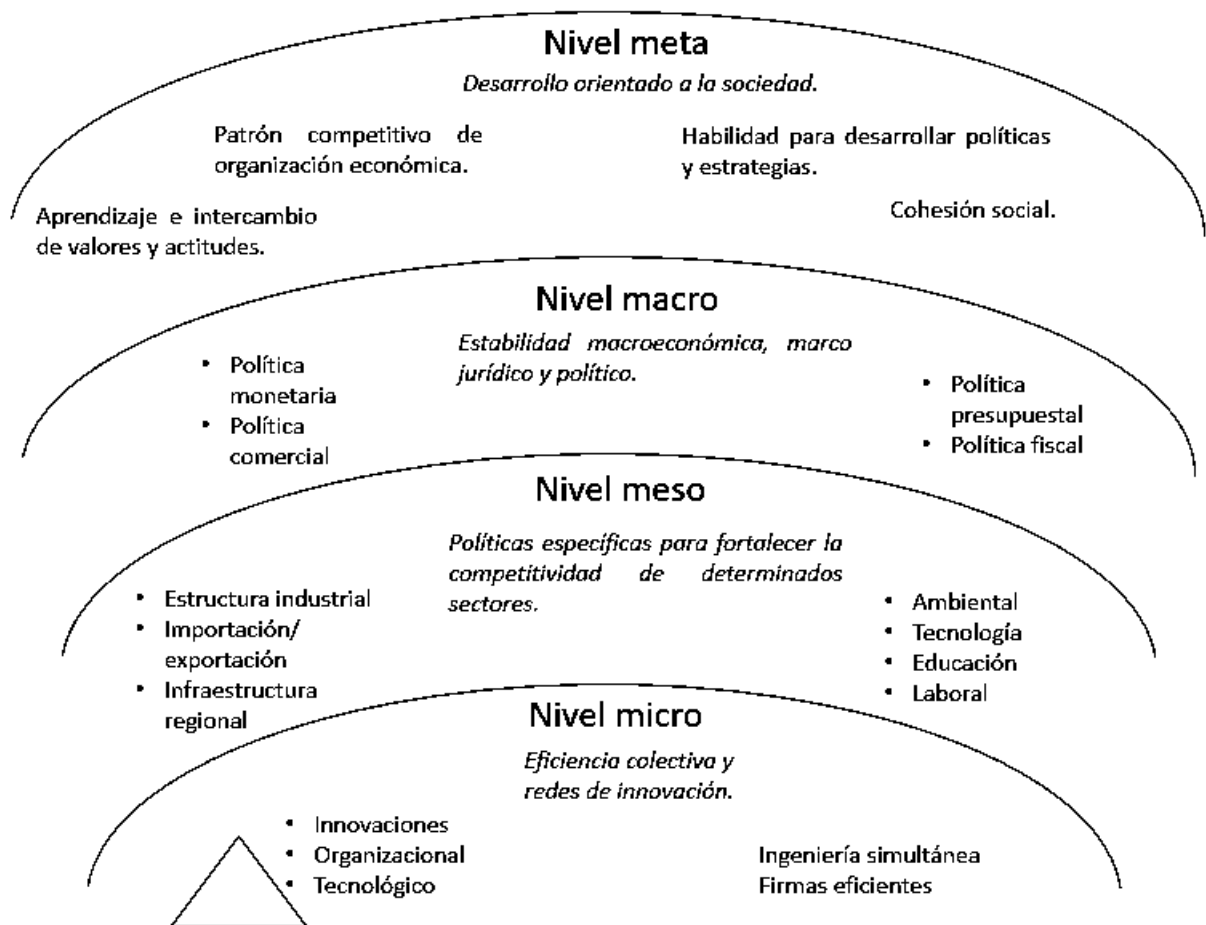 Nivel meta
Desarrollo orientado a la sociedad.
Patrón competitivo de
organización económica.
Habilidad para desarrollar políticas
y estrategias.
Aprendizaje e intercambio
de valores y actitudes.
Cohesión social.
Nivel macro
Estabilidad macroeconómica, marco
jurídico y político.
• Política
monetaria
• Política
comercial
• Política
presupuestal
• Política fiscal
Nivel meso
Políticas específicas para fortalecer la
competitividad de determinados
sectores.
• Estructura industrial
• Importación/
exportación
• Infraestructura
regional
• Ambiental
• Tecnología
• Educación
• Laboral
Nivel micro
Eficiencia colectiva y
redes de innovación.
• Innovaciones
• Organizacional
• Tecnológico
Ingeniería simultánea
Firmas eficientes